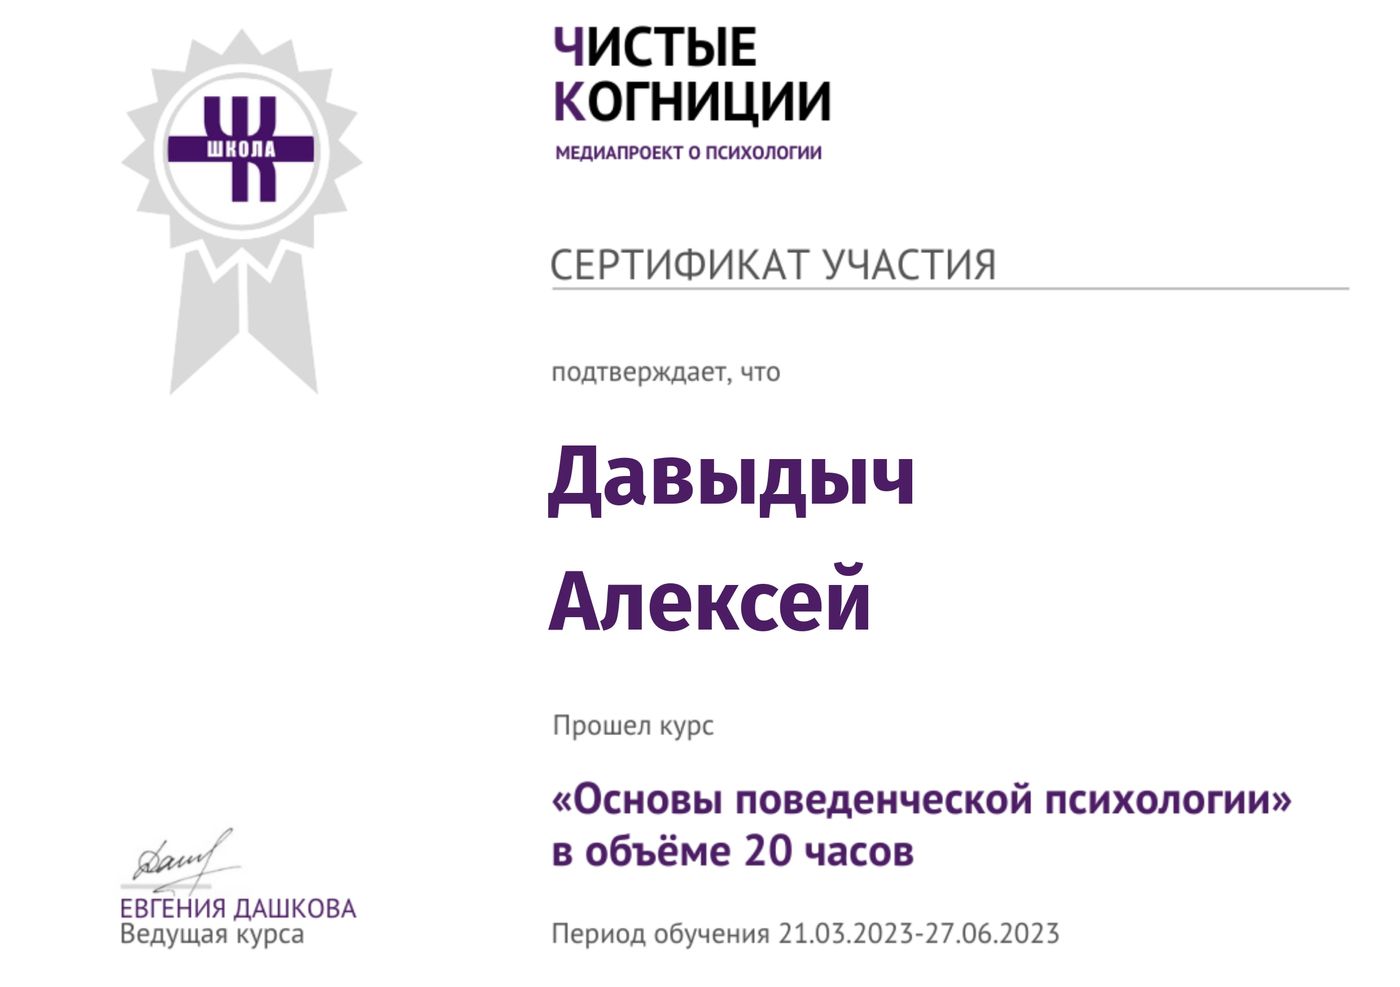 ЧИСТЫЕ
КОГНИЦИИ
МЕДИАПРОЕКТ О ПСИХОЛОГИИ
ШКОЛА
СЕРТИФИКАТ УЧАСТИЯ
подтверждает, что
Давыдыч
Алексей
Прошел курс
«Основы поведенческой психологии»
в объёме 20 часов
Период обучения 21.03.2023-27.06.2023
ЕВГЕНИЯ ДАШКОВА
Ведущая курса